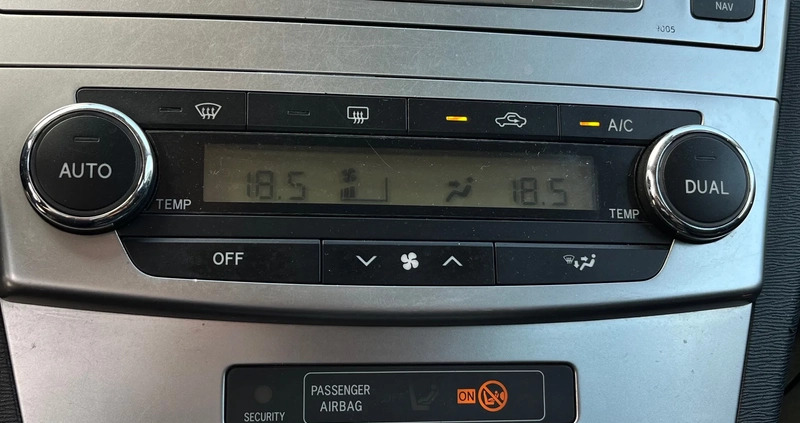 NAV
A/C
AUTO
18.5
18.5
DUAL
TEMP
TEMP
OFF
PASSENGER
AIRBAG
ON
SECURITY